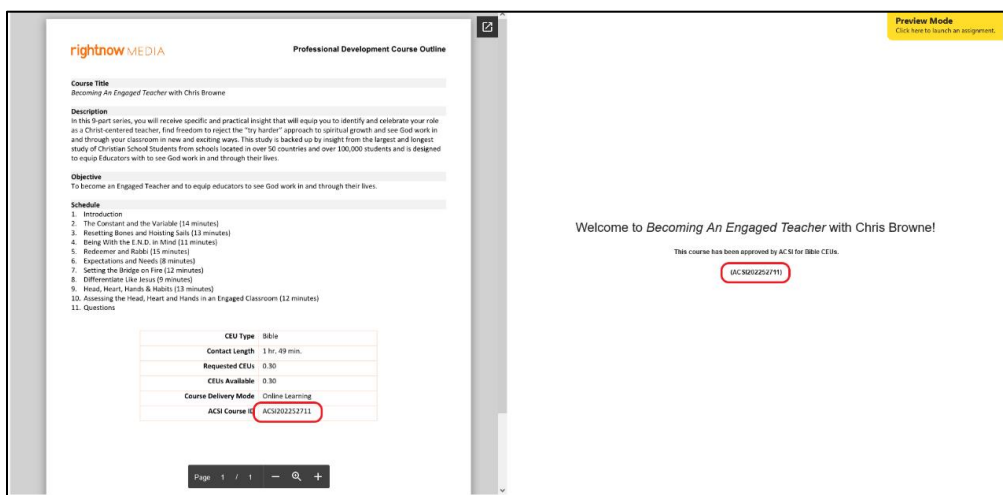 rightnow MEDIA
Professional Development Course Outline
Course Title
Becoming An Engaged Teacher with Chris Browne
Description
In this 9-part series, you will receive specific and practical insight that will equip you to identify and celebrate your role
as a Christ-centered teacher, find freedom to reject the "try harder" approach to spiritual growth and see God work in
and through your classroom in new and exciting ways. This study is backed up by insight from the largest and longest
study of Christian School Students from schools located in over 50 countries and over 100,000 students and is designed
to equip Educators with to see God work in and through their lives.
Objective
To become an Engaged Teacher and to equip educators to see God work in and through their lives.
Schedule
1. Introduction
2. The Constant and the Variable (14 minutes)
3. Resetting Bones and Hoisting Sails (13 minutes)
4. Being With the E.N.D. in Mind (11 minutes)
5. Redeemer and Rabbi (15 minutes)
6. Expectations and Needs (8 minutes)
7. Setting the Bridge on Fire (12 minutes)
8. Differentiate Like Jesus (9 minutes)
9. Head, Heart, Hands & Habits (13 minutes)
10. Assessing the Head, Heart and Hands in an Engaged Classroom (12 minutes)
11. Questions
CEU Type Bible
Contact Length 1 hr. 49 min.
Requested CEUs 0.30
CEUs Available 0.30
Course Delivery Mode Online Learning
ACSI Course ID ACSI202252711
Page 1 / 1
Preview Mode
Click here to launch an assignment.
Welcome to Becoming An Engaged Teacher with Chris Browne!
This course has been approved by ACSI for Bible CEUs.
(ACSI202252711)